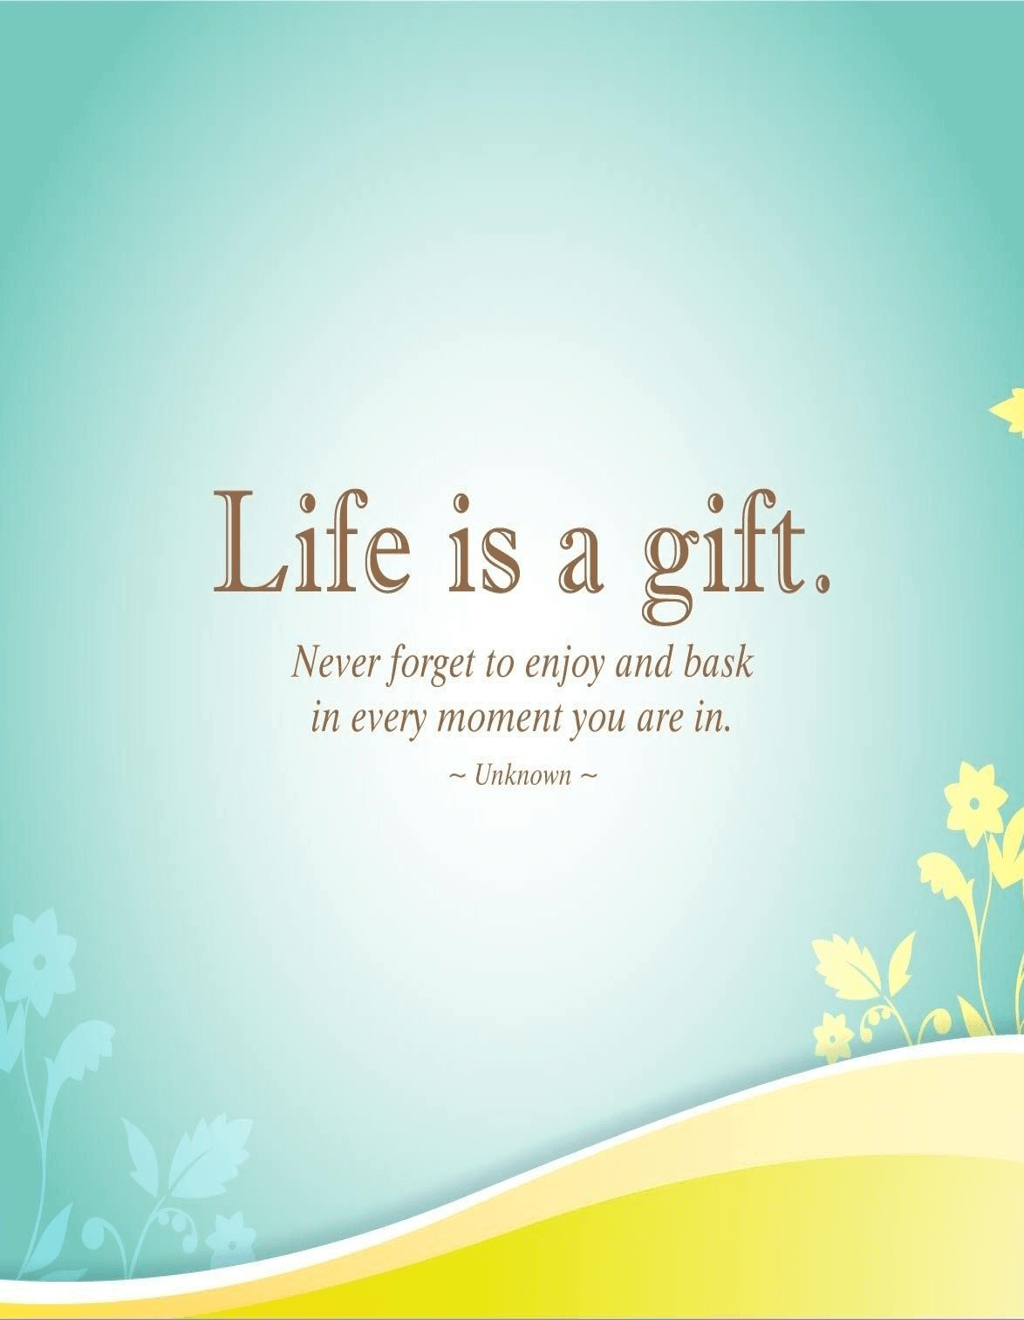 Life is a gift.
Never forget to enjoy and bask
in every moment you are in.
~ Unknown ~